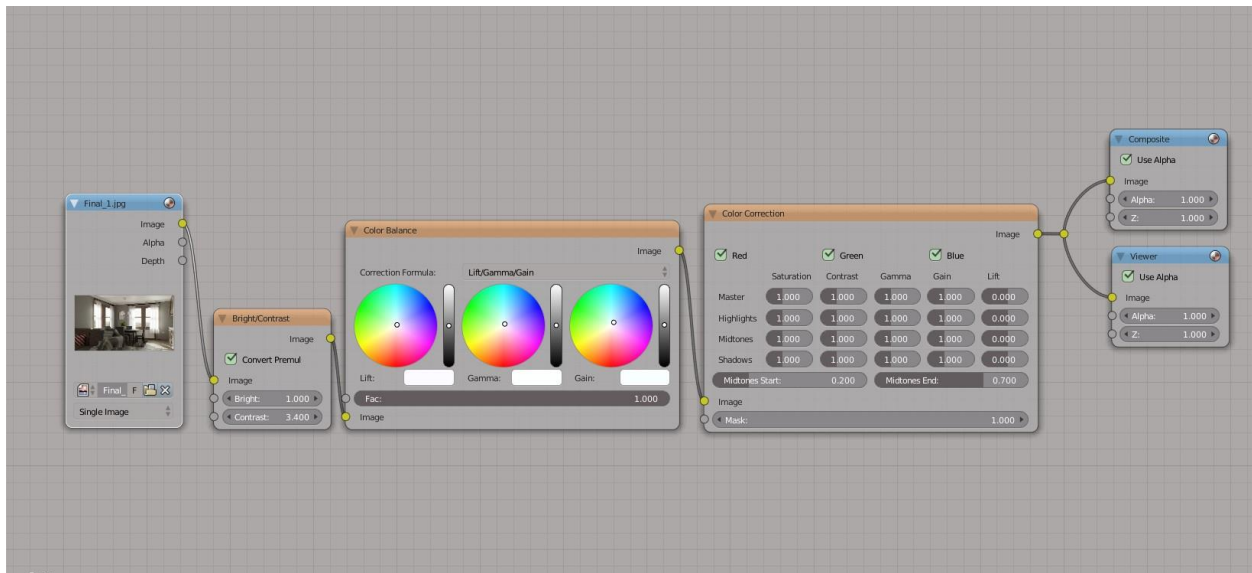 Final_1.jpg
Image
Alpha
Depth
Final_ F
Single Image
Bright/Contrast
Image
Convert Premul
Image
Bright: 1.000
Contrast: 3.400
Color Balance
Image
Correction Formula: Lift/Gamma/Gain
Lift: Gamma: Gain:
Fac: 1.000
Image
Color Correction
Image
Red Green Blue
Saturation Contrast Gamma Gain Lift
Master 1.000 1.000 1.000 1.000 0.000
Highlights 1.000 1.000 1.000 1.000 0.000
Midtones 1.000 1.000 1.000 1.000 0.000
Shadows 1.000 1.000 1.000 1.000 0.000
Midtones Start: 0.200 Midtones End: 0.700
Image
Mask: 1.000
Composite
Use Alpha
Image
Alpha: 1.000
Z: 1.000
Viewer
Use Alpha
Image
Alpha: 1.000
Z: 1.000